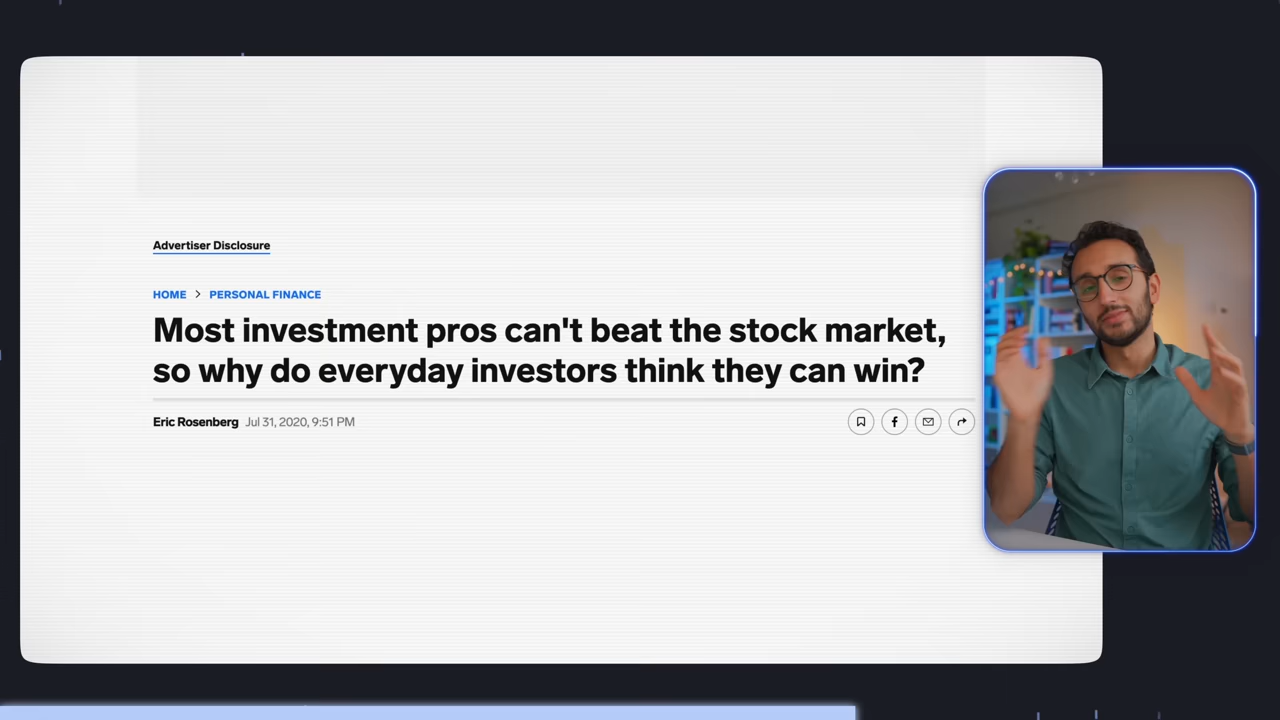 Advertiser Disclosure
HOME > PERSONAL FINANCE
Most investment pros can't beat the stock market,
so why do everyday investors think they can win?
Eric Rosenberg Jul 31, 2020, 9:51 PM